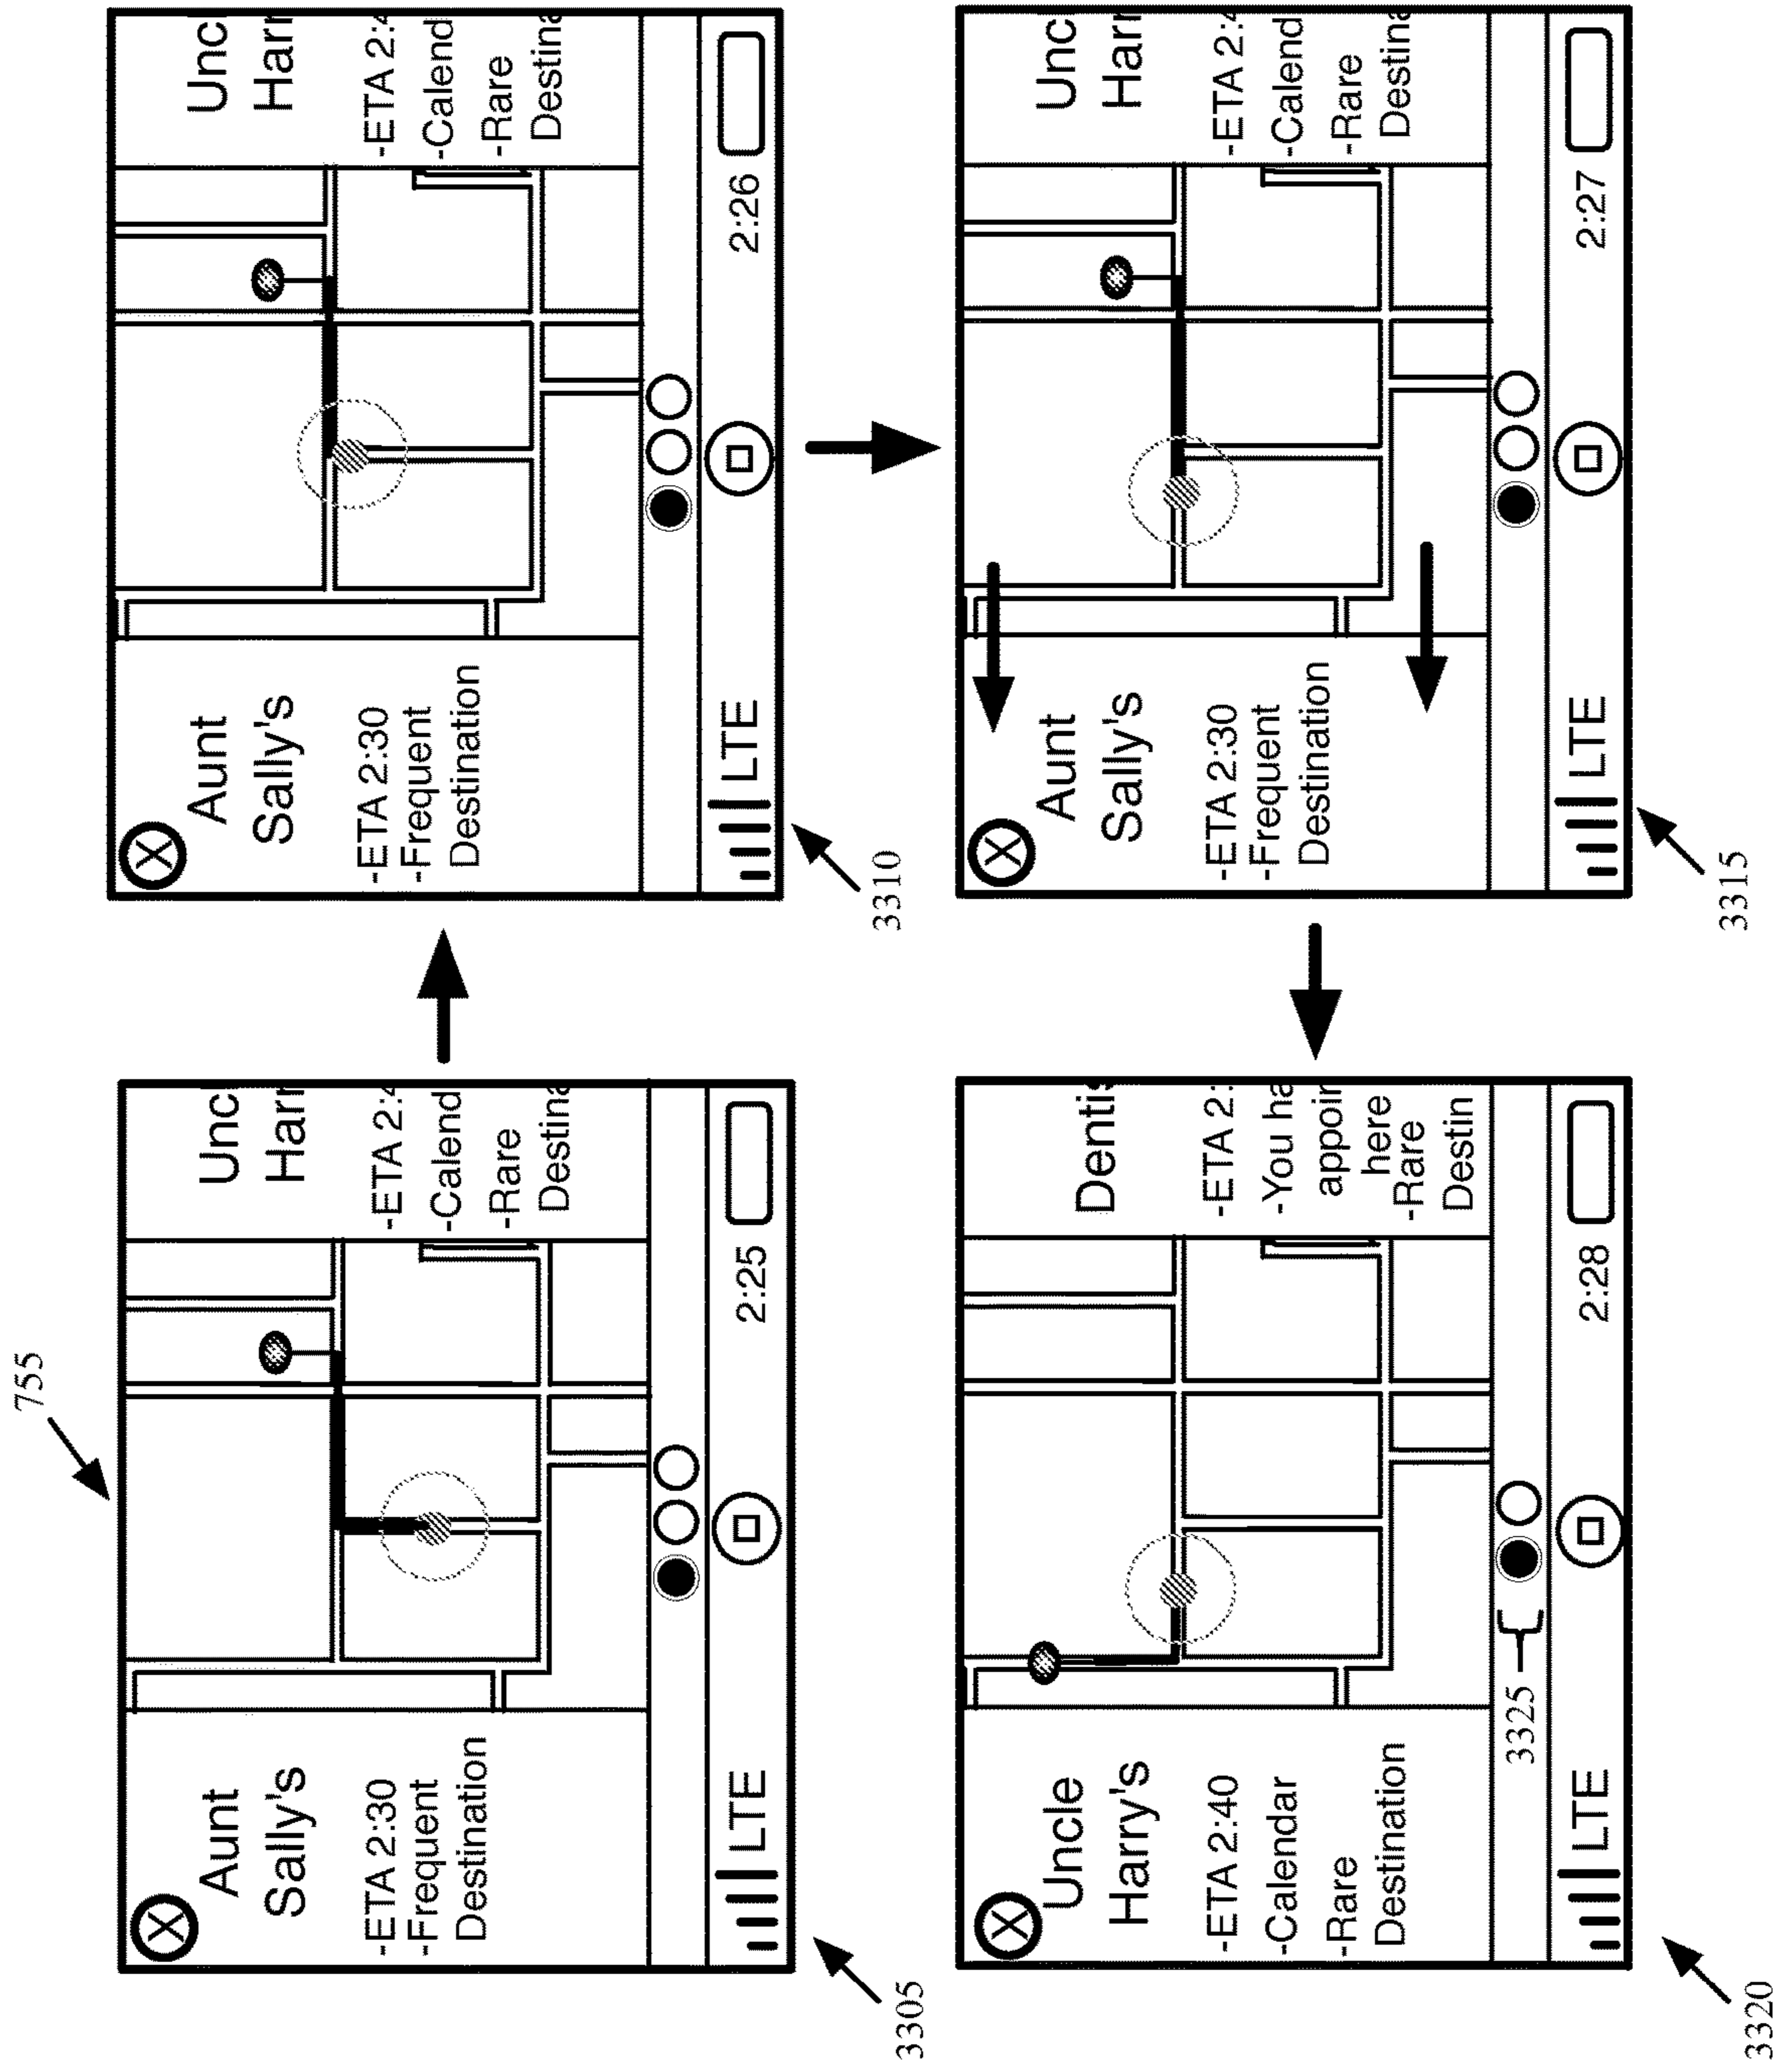 755
X
Aunt
Sally's
-ETA 2:30
-Frequent
Destination
Unc
Harr
-ETA 2:4
-Calend
-Rare
Destina
LTE
2:25
3305
X
Aunt
Sally's
-ETA 2:30
-Frequent
Destination
Unc
Harr
-ETA 2:4
-Calend
-Rare
Destina
LTE
2:26
3310
X
Aunt
Sally's
-ETA 2:30
-Frequent
Destination
Unc
Harr
-ETA 2:4
-Calend
-Rare
Destina
LTE
2:27
3315
X
Uncle
Harry's
-ETA 2:40
-Calendar
-Rare
Destination
Dentis
-ETA 2:
-You ha
appoin
here
-Rare
Destin
3325
LTE
2:28
3320